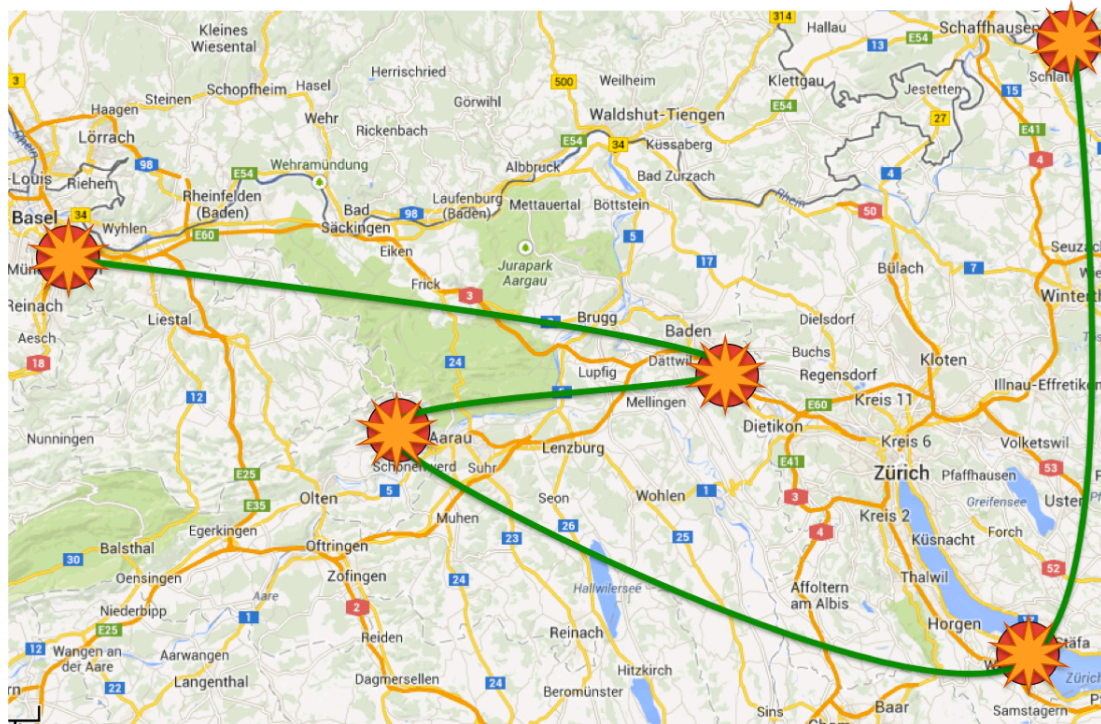 314
Hallau
E54
Schaffhausen
Kleines
Wiesental
13
3
Herrischried
500
Weilheim
Klettgau
Schlatt
Steinen
Schopfheim
Hasel
Jestetten
15
Haagen
Görwihl
E54
Wehr
Waldshut-Tiengen
27
Lörrach
Rickenbach
E54
34
Küssaberg
E41
Rhein
98
E54
Wehramündung
Albbruck
4
-Louis
Riehen
Bad Zurzach
4
Rheinfelden
(Baden)
Laufenburg
(Baden)
Mettauertal
Böttstein
Rhein
Basel
34
Wyhlen
Bad
Säckingen
98
50
E60
5
Eiken
Jurapark
Aargau
17
Seuzach
Bülach
7
Reinach
Frick
3
Winterth
Liestal
Brugg
Baden
Dielsdorf
Aesch
18
24
Dattwil
Buchs
Kloten
Lupfig
Regensdorf
Illnau-Effretikon
12
Mellingen
E60
Kreis 11
Nunningen
Aarau
Dietikon
Kreis 6
Volketswil
Lenzburg
Schönenwerd
Suhr
E41
Zürich
Pfaffhausen
53
E25
5
Olten
Seon
Wohlen
1
3
Greifensee
Uster
E35
Muhen
26
Kreis 2
Egerkingen
4
Forch
Balsthal
Oftringen
23
25
Küsnacht
30
52
Oensingen
Zofingen
24
Hallwilersee
Affoltern
am Albis
Thalwil
Aare
Niederbipp
2
1
Horgen
E25
Reiden
Reinach
Stäfa
12
Wangen an
der Aare
Aarwangen
Hitzkirch
Zürich
Langenthal
Dagmersellen
24
22
Beromünster
Baar
Samstagern
Sins
Cham